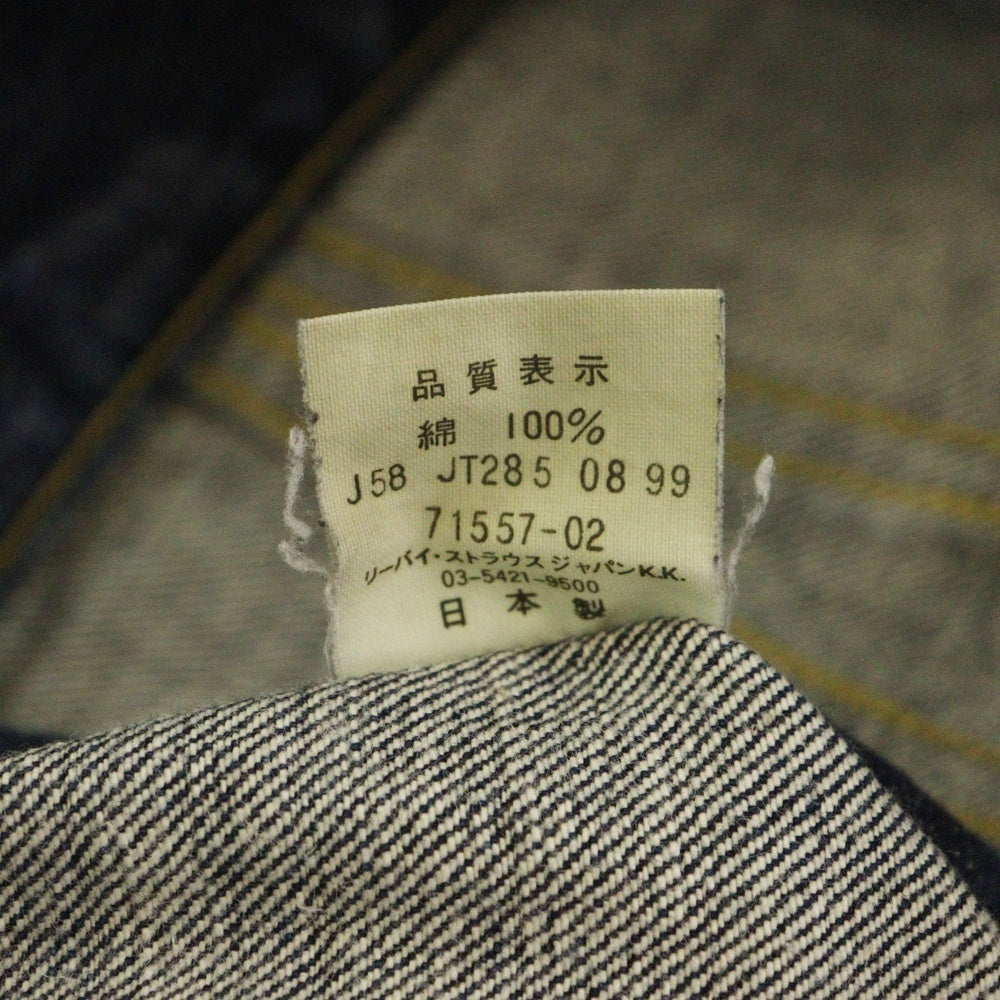 品質表示
綿 100%
J58 JT285 08 99
71557-02
リーバイ・ストラウス ジャパンK.K.
03-5421-9500
日本製